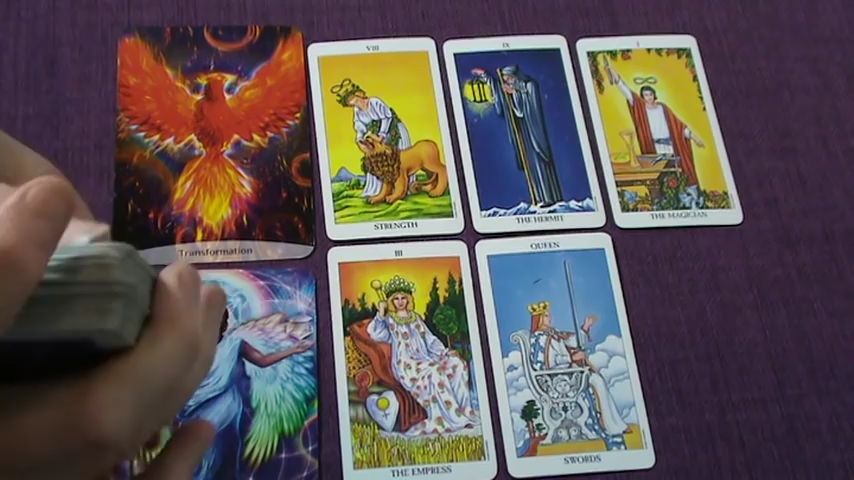 Transformation
VIII
STRENGTH
IX
THE HERMIT
I
THE MAGICIAN
III
THE EMPRESS
QUEEN
SWORDS